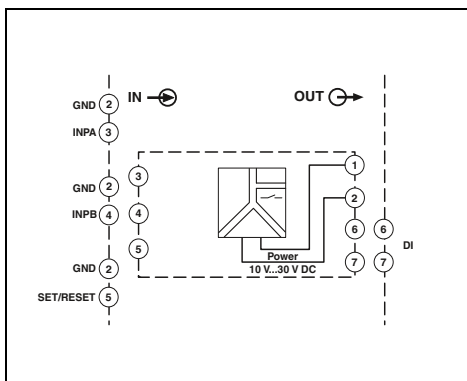 IN
OUT
GND 2
INPA 3
GND 2
INPB 4
GND 2
SET/RESET 5
3
4
5
1
2
6
7
Power
10 V...30 V DC
6
7
DI